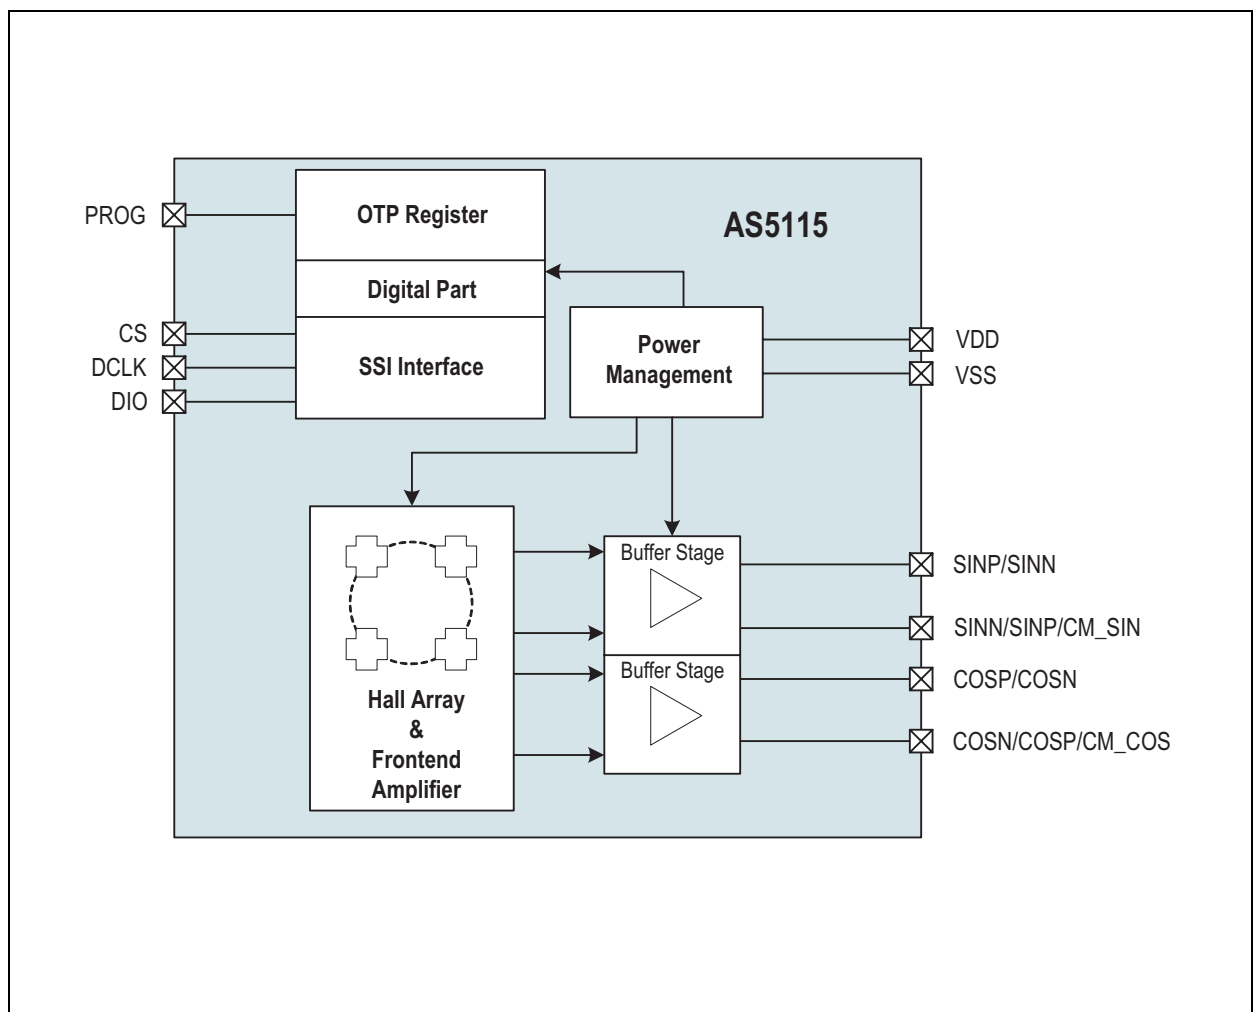 AS5115
PROG
OTP Register
Digital Part
CS
DCLK
DIO
SSI Interface
Power
Management
VDD
VSS
Hall Array
&
Frontend
Amplifier
Buffer Stage
Buffer Stage
SINP/SINN
SINN/SINP/CM_SIN
COSP/COSN
COSN/COSP/CM_COS